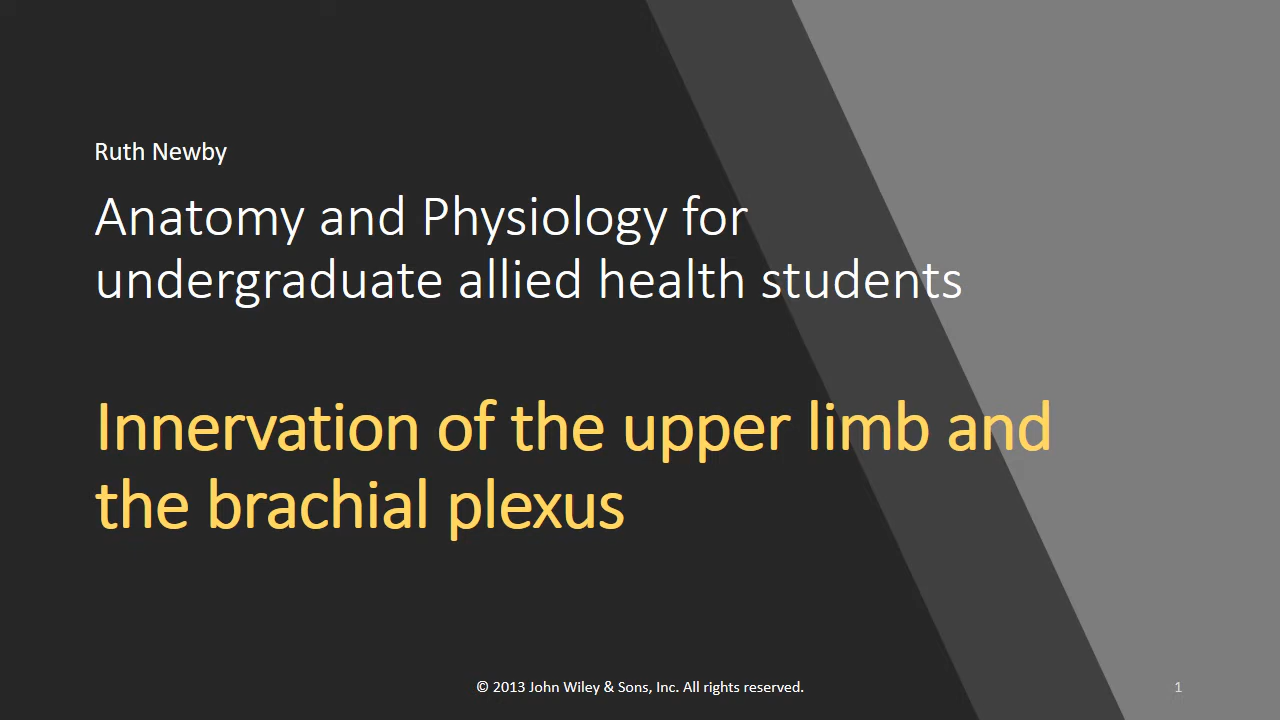 Ruth Newby
Anatomy and Physiology for
undergraduate allied health students
Innervation of the upper limb and
the brachial plexus
© 2013 John Wiley & Sons, Inc. All rights reserved.
1